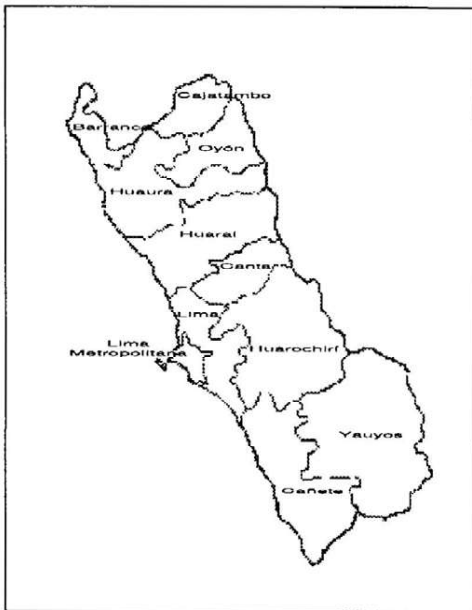 Cajatambo
Barranca
Oyón
Huaura
Huaral
Canta
Lima
Lima
Metropolitana
Huarochirí
Yauyos
Cañete